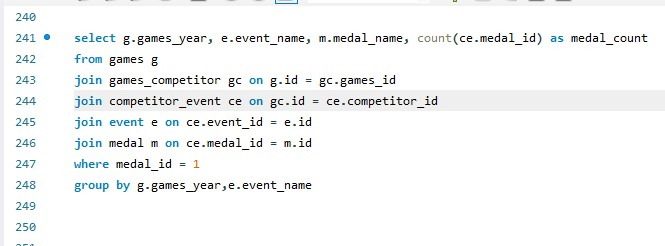 240
241 select g.games_year, e.event_name, m.medal_name, count(ce.medal_id) as medal_count
242 from games g
243 join games_competitor gc on g.id = gc.games_id
244 join competitor_event ce on gc.id = ce.competitor_id
245 join event e on ce.event_id = e.id
246 join medal m on ce.medal_id = m.id
247 where medal_id = 1
248 group by g.games_year,e.event_name
249
250